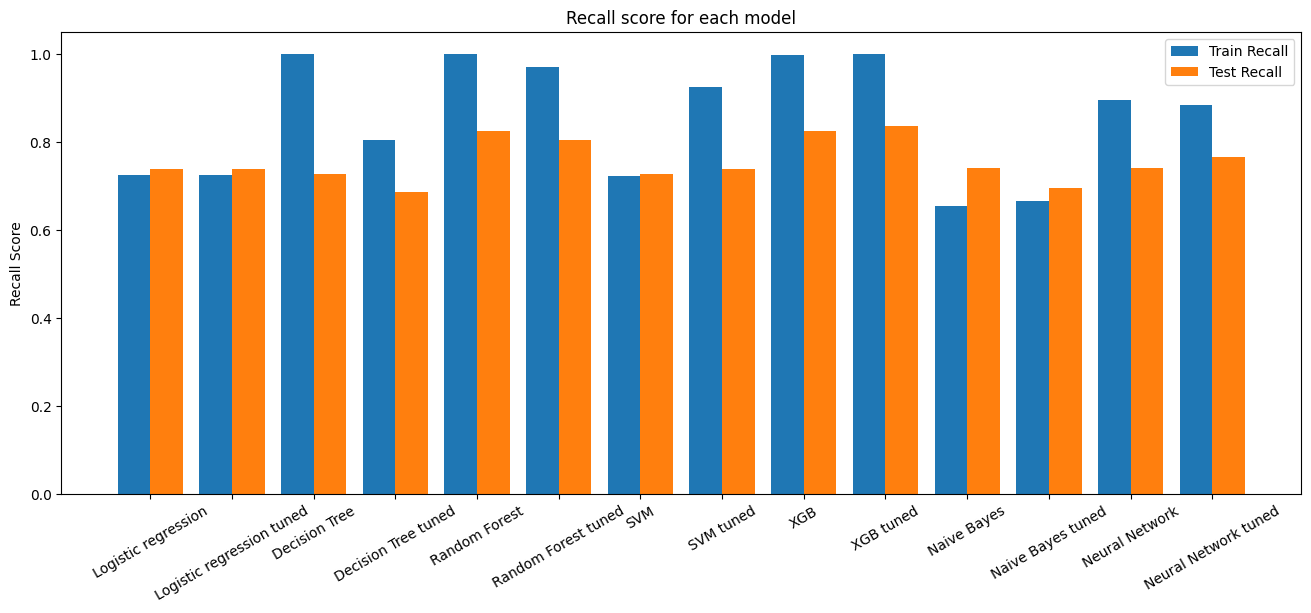 Recall score for each model
Train Recall
Test Recall
Recall Score
1.0
0.8
0.6
0.4
0.2
0.0
Logistic regression
Logistic regression tuned
Decision Tree
Decision Tree tuned
Random Forest
Random Forest tuned
SVM
SVM tuned
XGB
XGB tuned
Naive Bayes
Naive Bayes tuned
Neural Network
Neural Network tuned